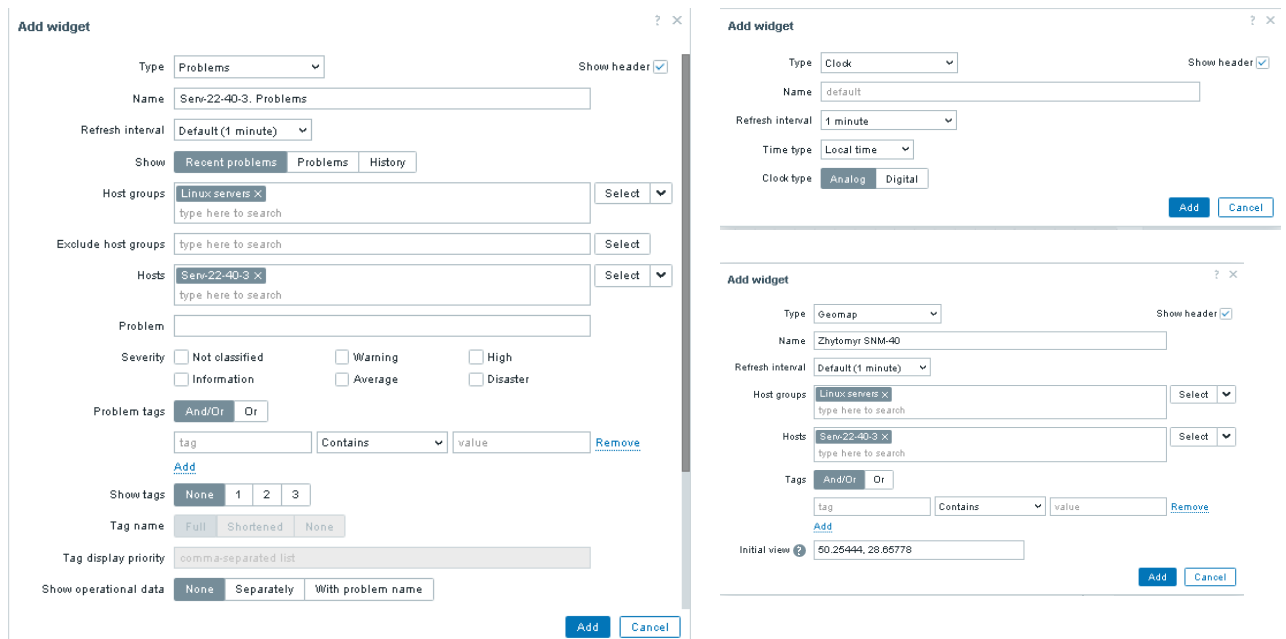 Add widget
? ×
Type Problems Show header
Name Serv-22-40-3. Problems
Refresh interval Default (1 minute)
Show Recent problems Problems History
Host groups Linux servers × Select
type here to search
Exclude host groups type here to search Select
Hosts Serv-22-40-3 × Select
type here to search
Problem
Severity Not classified Warning High
Information Average Disaster
Problem tags And/Or Or
tag Contains value Remove
Add
Show tags None 1 2 3
Tag name Full Shortened None
Tag display priority comma-separated list
Show operational data None Separately With problem name
Add Cancel
Add widget
? ×
Type Clock Show header
Name default
Refresh interval 1 minute
Time type Local time
Clock type Analog Digital
Add Cancel
Add widget
? ×
Type Geomap Show header
Name Zhytomyr SNM-40
Refresh interval Default (1 minute)
Host groups Linux servers × Select
type here to search
Hosts Serv-22-40-3 × Select
type here to search
Tags And/Or Or
tag Contains value Remove
Add
Initial view ? 50.25444, 28.65778
Add Cancel